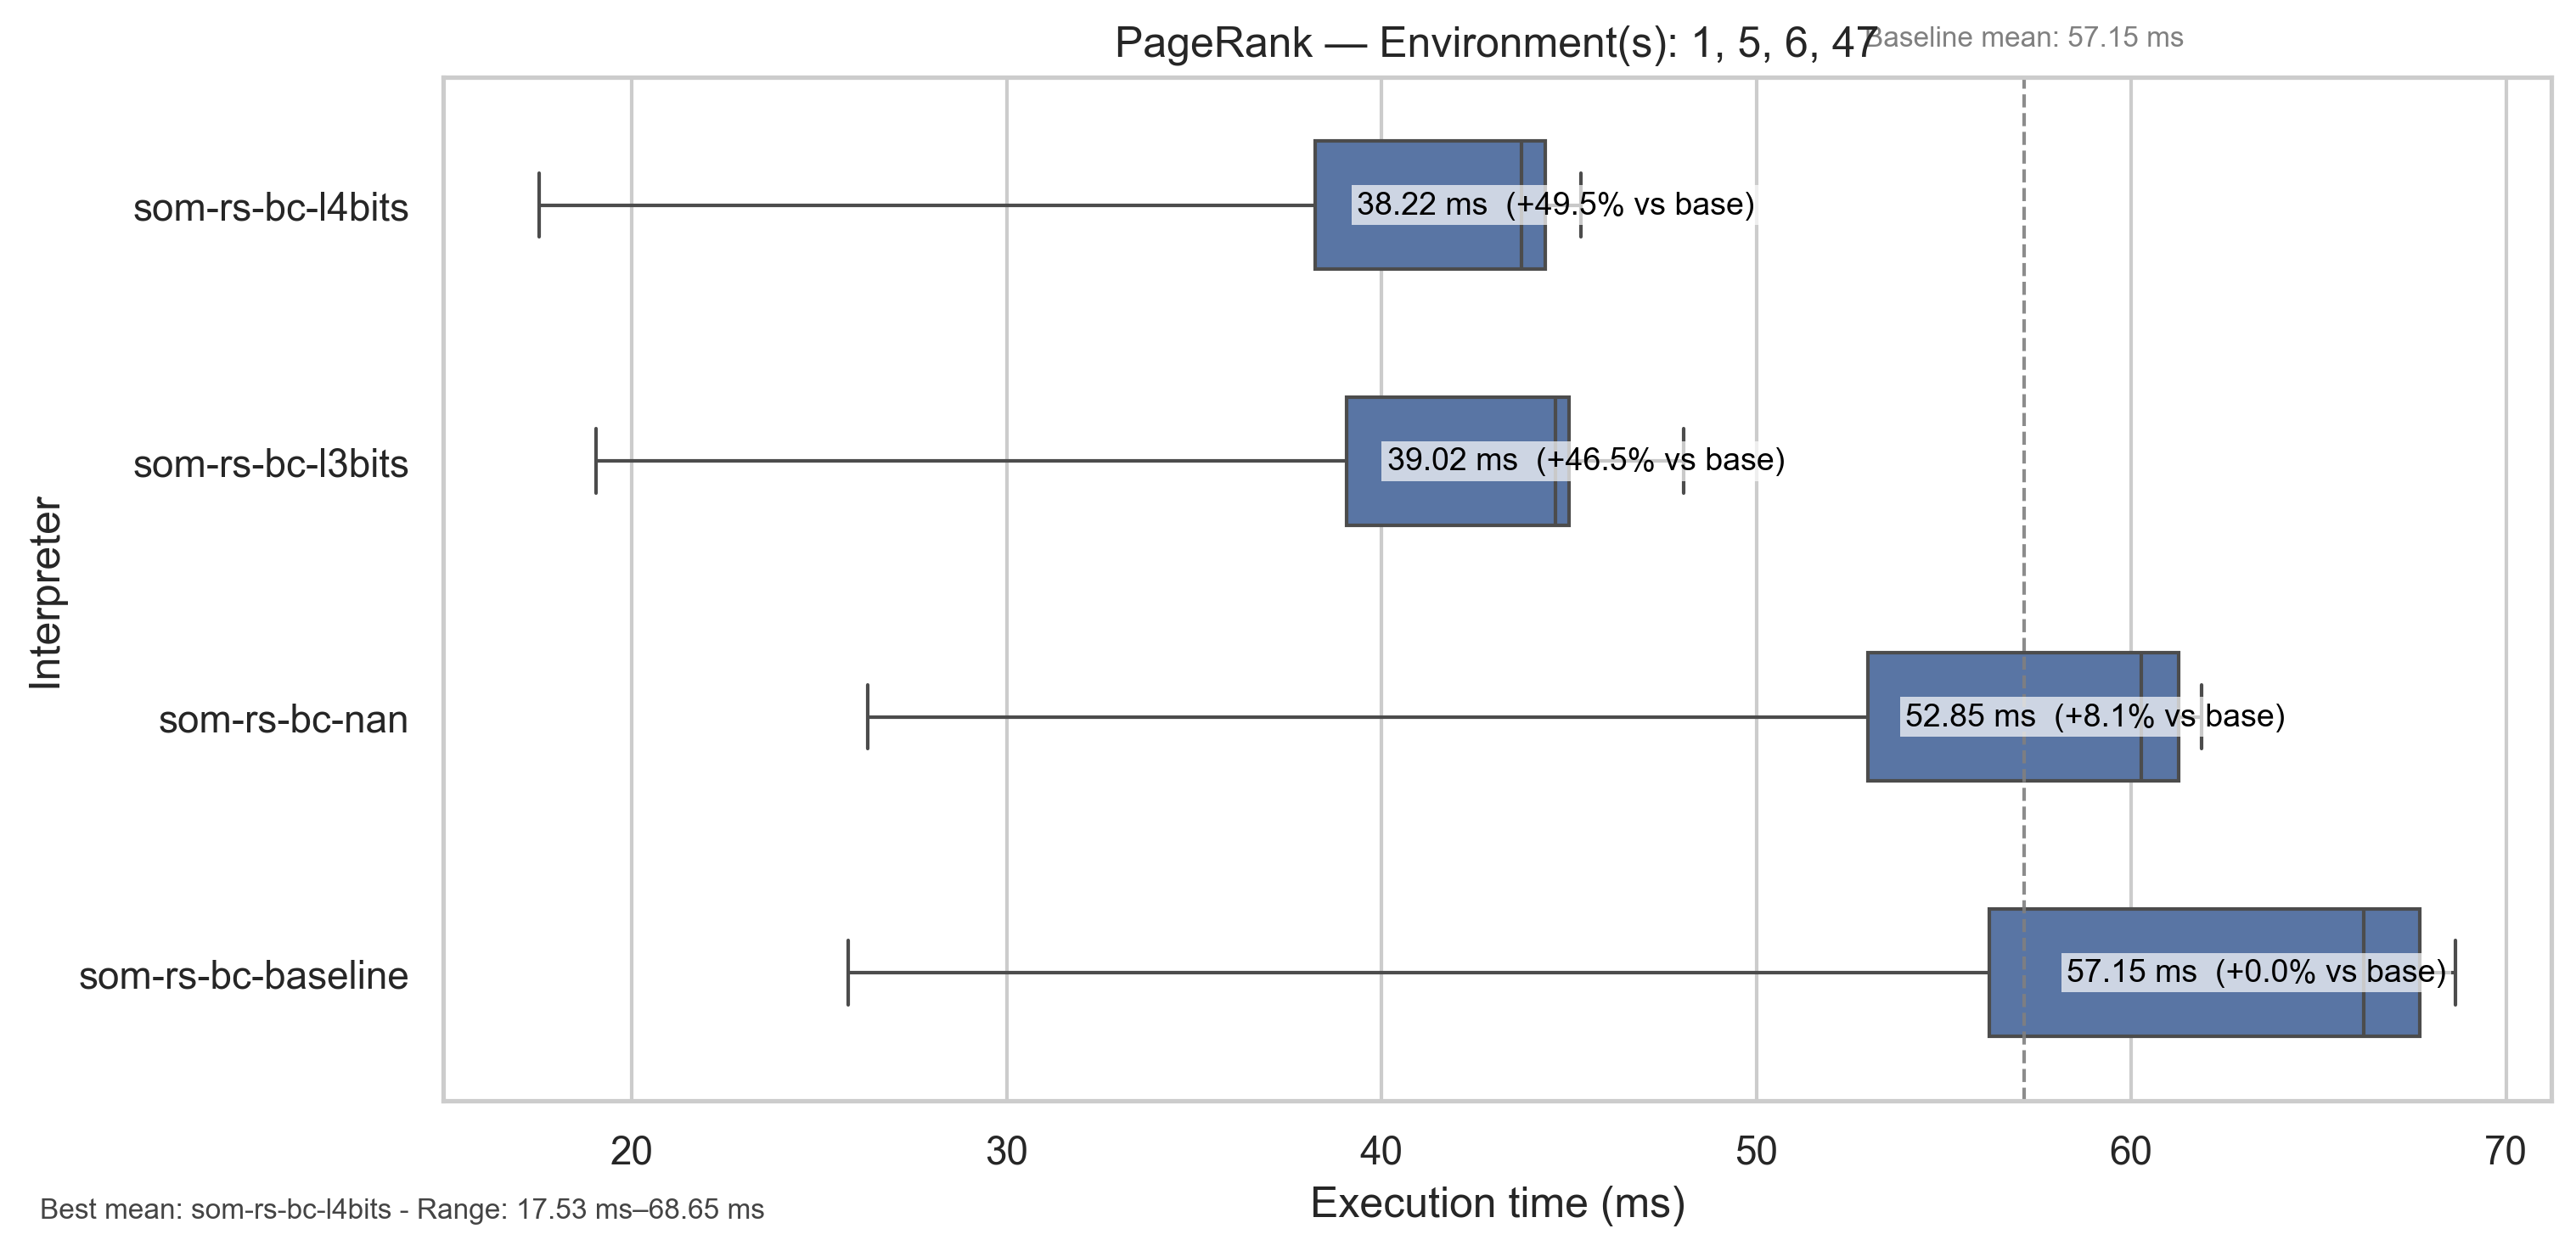 PageRank — Environment(s): 1, 5, 6, 47
Baseline mean: 57.15 ms
Interpreter
som-rs-bc-l4bits
38.22 ms (+49.5% vs base)
som-rs-bc-l3bits
39.02 ms (+46.5% vs base)
som-rs-bc-nan
52.85 ms (+8.1% vs base)
som-rs-bc-baseline
57.15 ms (+0.0% vs base)
20 30 40 50 60 70
Execution time (ms)
Best mean: som-rs-bc-l4bits - Range: 17.53 ms–68.65 ms